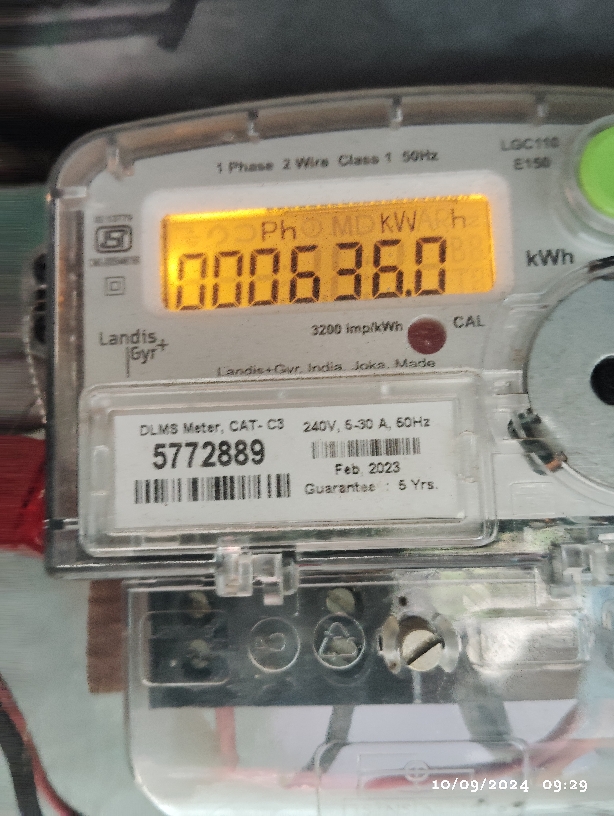 1 Phase 2 Wire Class 1 50Hz
LGC110
E150
Ph MD KW h
000636.0
kWh
3200 imp/kWh
CAL
Landis
Gyr+
Landis+Gyr, India, Joka, Made
DLMS Meter, CAT- C3
240V, 5-30 A, 50Hz
5772889
Feb. 2023
Guarantee : 5 Yrs.
10/09/2024 09:29